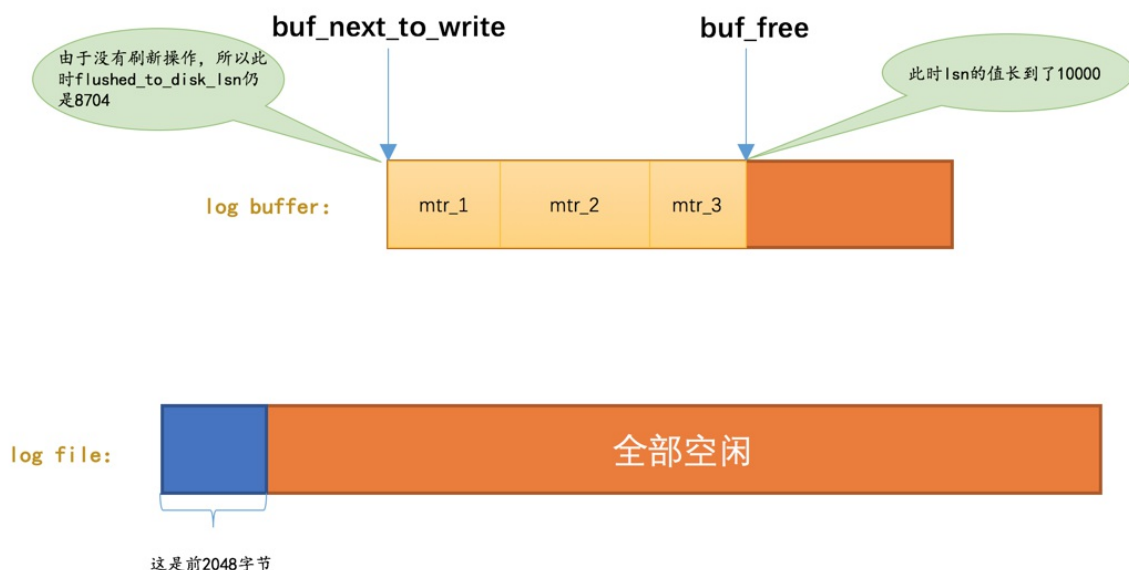 buf_next_to_write
buf_free
由于没有刷新操作，所以此
时flushed_to_disk_lsn仍
是8704
此时lsn的值长到了10000
log buffer:
mtr_1
mtr_2
mtr_3
log file:
全部空闲
这是前2048字节